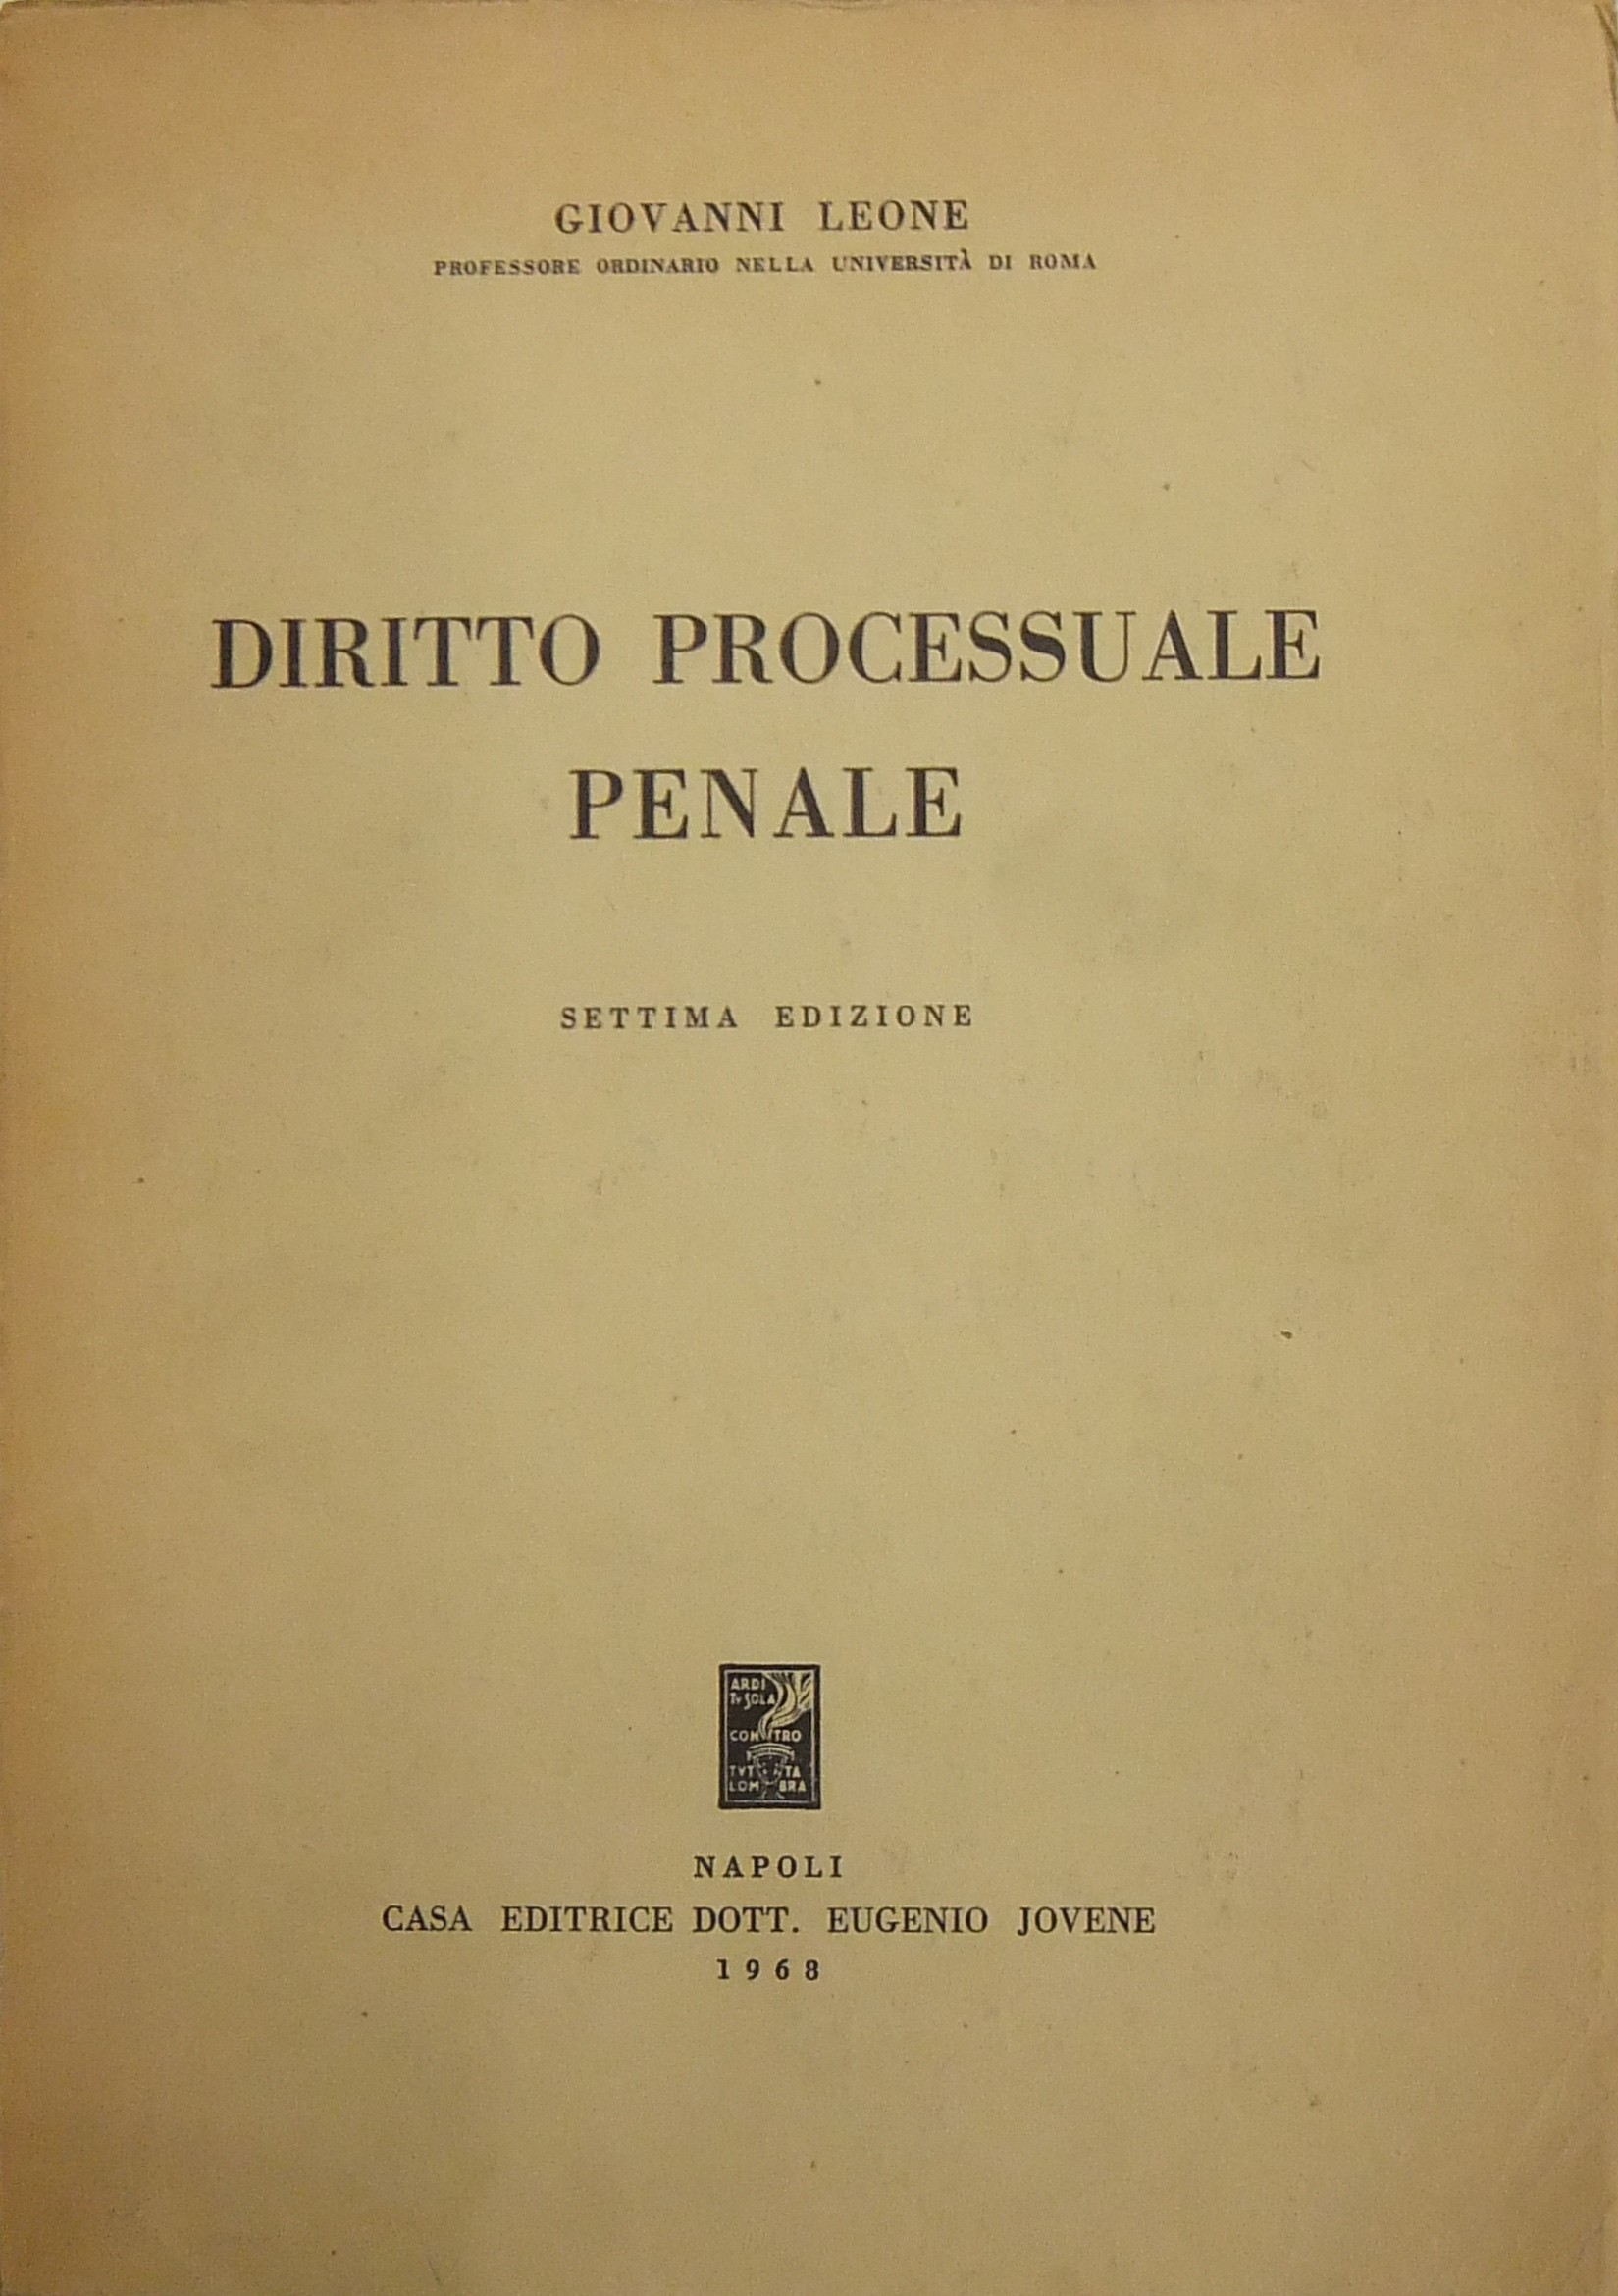 GIOVANNI LEONE
PROFESSORE ORDINARIO NELLA UNIVERSITÀ DI ROMA
DIRITTO PROCESSUALE
PENALE
SETTIMA EDIZIONE
ARDI
TV SOLA
CONTRO
TVTTA
LOMBRA
NAPOLI
CASA EDITRICE DOTT. EUGENIO JOVENE
1968